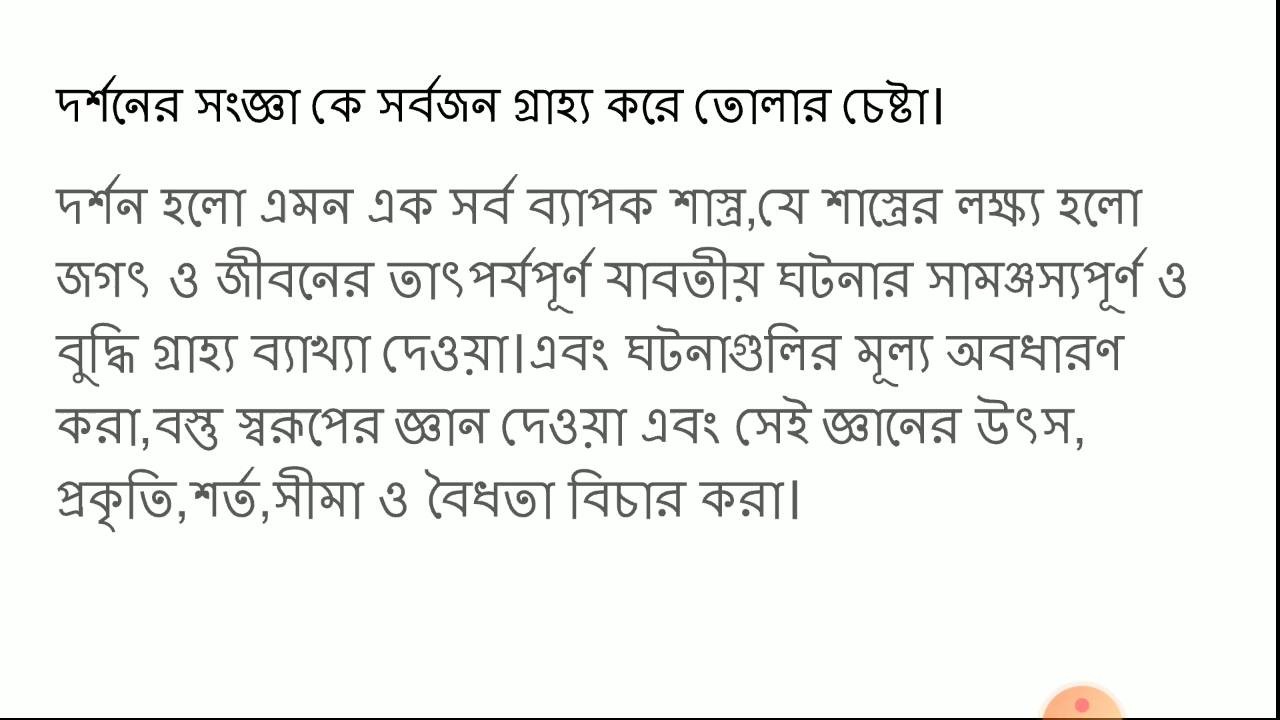 দর্শনের সংজ্ঞা কে সর্বজন গ্রাহ্য করে তোলার চেষ্টা।
দর্শন হলো এমন এক সর্ব ব্যাপক শাস্ত্র,যে শাস্ত্রের লক্ষ্য হলো
জগৎ ও জীবনের তাৎপর্যপূর্ণ যাবতীয় ঘটনার সামঞ্জস্যপূর্ণ ও
বুদ্ধি গ্রাহ্য ব্যাখ্যা দেওয়া।এবং ঘটনাগুলির মূল্য অবধারণ
করা,বস্তু স্বরূপের জ্ঞান দেওয়া এবং সেই জ্ঞানের উৎস,
প্রকৃতি,শর্ত,সীমা ও বৈধতা বিচার করা।